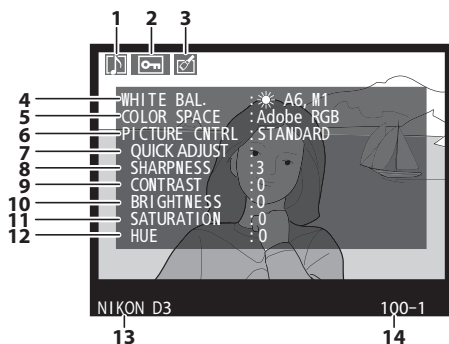 1 2 3
4 WHITE BAL. : A6, M1
5 COLOR SPACE : Adobe RGB
6 PICTURE CNTRL : STANDARD
7 QUICK ADJUST :
8 SHARPNESS : 3
9 CONTRAST : 0
10 BRIGHTNESS : 0
11 SATURATION : 0
12 HUE : 0
NIKON D3 100-1
13 14